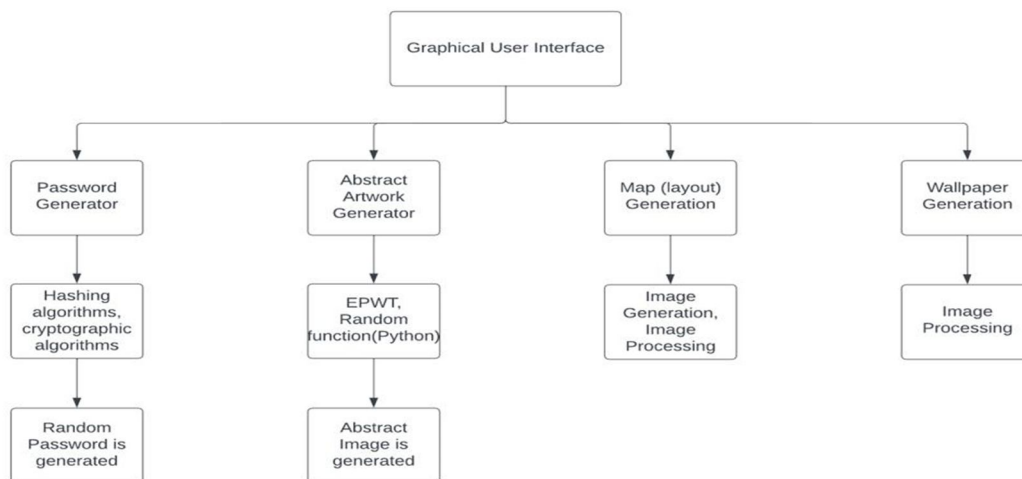 Graphical User Interface
Password
Generator
Abstract
Artwork
Generator
Map (layout)
Generation
Wallpaper
Generation
Hashing
algorithms,
cryptographic
algorithms
EPWT,
Random
function(Python)
Image
Generation,
Image
Processing
Image
Processing
Random
Password is
generated
Abstract
Image is
generated